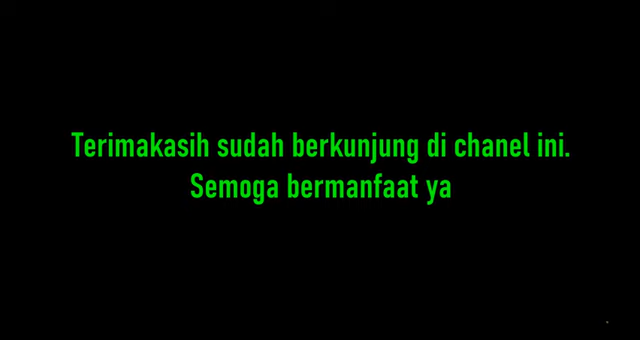 Terimakasih sudah berkunjung di chanel ini.
Semoga bermanfaat ya